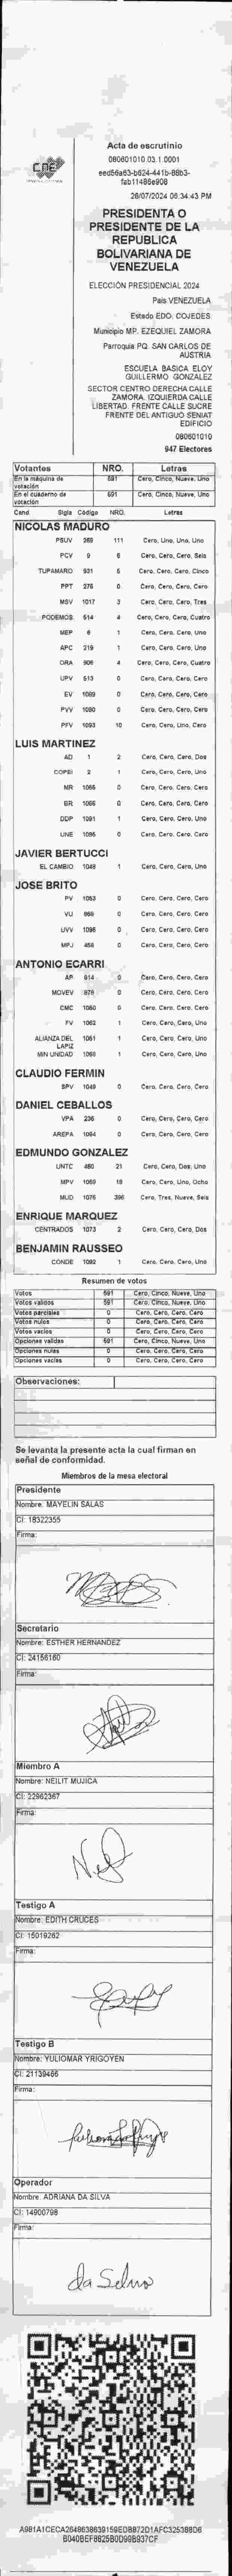 CNE
Acta de escrutinio
080601010.03.1.0001
eed56a63-b624-441b-88b3-
fab11486e908
28/07/2024 06:34:43 PM
PRESIDENTA O
PRESIDENTE DE LA
REPUBLICA
BOLIVARIANA DE
VENEZUELA
ELECCIÓN PRESIDENCIAL 2024
País VENEZUELA
Estado EDO. COJEDES
Municipio MP. EZEQUIEL ZAMORA
Parroquia PQ. SAN CARLOS DE
AUSTRIA
ESCUELA BASICA ELOY
GUILLERMO GONZALEZ
SECTOR CENTRO DERECHA CALLE
ZAMORA. IZQUIERDA CALLE
LIBERTAD. FRENTE CALLE SUCRE
FRENTE DEL ANTIGUO SENIAT
EDIFICIO
080601010
947 Electores
Votantes NRO. Letras
En la máquina de votación 591 Cero, Cinco, Nueve, Uno
En el cuaderno de votación 591 Cero, Cinco, Nueve, Uno
Cand. Sigla Código NRO. Letras
NICOLAS MADURO
PSUV 269 111 Cero, Uno, Uno, Uno
PCV 9 6 Cero, Cero, Cero, Seis
TUPAMARO 931 5 Cero, Cero, Cero, Cinco
PPT 276 0 Cero, Cero, Cero, Cero
MSV 1017 3 Cero, Cero, Cero, Tres
PODEMOS 514 4 Cero, Cero, Cero, Cuatro
MEP 6 1 Cero, Cero, Cero, Uno
APC 219 1 Cero, Cero, Cero, Uno
ORA 906 4 Cero, Cero, Cero, Cuatro
UPV 513 0 Cero, Cero, Cero, Cero
EV 1089 0 Cero, Cero, Cero, Cero
PVV 1090 0 Cero, Cero, Cero, Cero
PFV 1093 10 Cero, Cero, Uno, Cero
LUIS MARTINEZ
AD 1 2 Cero, Cero, Cero, Dos
COPEI 2 1 Cero, Cero, Cero, Uno
MR 1065 0 Cero, Cero, Cero, Cero
BR 1066 0 Cero, Cero, Cero, Cero
DDP 1091 1 Cero, Cero, Cero, Uno
UNE 1095 0 Cero, Cero, Cero, Cero
JAVIER BERTUCCI
EL CAMBIO 1048 1 Cero, Cero, Cero, Uno
JOSE BRITO
PV 1053 0 Cero, Cero, Cero, Cero
VU 868 0 Cero, Cero, Cero, Cero
UVV 1096 0 Cero, Cero, Cero, Cero
MPJ 458 0 Cero, Cero, Cero, Cero
ANTONIO ECARRI
AP 914 0 Cero, Cero, Cero, Cero
MOVEV 879 0 Cero, Cero, Cero, Cero
CMC 1050 0 Cero, Cero, Cero, Cero
FV 1062 1 Cero, Cero, Cero, Uno
ALIANZA DEL LAPIZ 1051 1 Cero, Cero, Cero, Uno
MIN UNIDAD 1068 1 Cero, Cero, Cero, Uno
CLAUDIO FERMIN
SPV 1049 0 Cero, Cero, Cero, Cero
DANIEL CEBALLOS
VPA 236 0 Cero, Cero, Cero, Cero
AREPA 1094 0 Cero, Cero, Cero, Cero
EDMUNDO GONZALEZ
UNTC 480 21 Cero, Cero, Dos, Uno
MPV 1069 18 Cero, Cero, Uno, Ocho
MUD 1076 396 Cero, Tres, Nueve, Seis
ENRIQUE MARQUEZ
CENTRADOS 1073 2 Cero, Cero, Cero, Dos
BENJAMIN RAUSSEO
CONDE 1092 1 Cero, Cero, Cero, Uno
Resumen de votos
Votos 591 Cero, Cinco, Nueve, Uno
Votos validos 591 Cero, Cinco, Nueve, Uno
Votos parciales 0 Cero, Cero, Cero, Cero
Votos nulos 0 Cero, Cero, Cero, Cero
Votos vacíos 0 Cero, Cero, Cero, Cero
Opciones validas 591 Cero, Cinco, Nueve, Uno
Opciones nulas 0 Cero, Cero, Cero, Cero
Opciones vacías 0 Cero, Cero, Cero, Cero
Observaciones:
Se levanta la presente acta la cual firman en
señal de conformidad.
Miembros de la mesa electoral
Presidente
Nombre: MAYELIN SALAS
CI: 18322355
Firma:
Secretario
Nombre: ESTHER HERNANDEZ
CI: 24156160
Firma:
Miembro A
Nombre: NEILIT MUJICA
CI: 22962367
Firma:
Testigo A
Nombre: EDITH CRUCES
CI: 15019262
Firma:
Testigo B
Nombre: YULIOMAR YRIGOYEN
CI: 21139466
Firma:
Operador
Nombre: ADRIANA DA SILVA
CI: 14900798
Firma:
da Silva
A981A1CECA2648638639159EDB872D1AFC325388D6
B040BEF8625B0D99B937CF